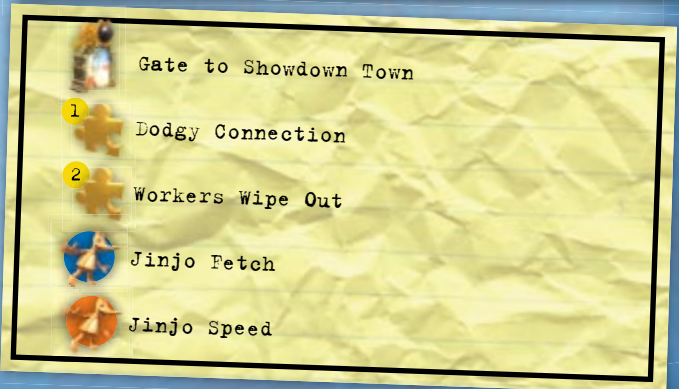 Gate to Showdown Town
1
Dodgy Connection
2
Workers Wipe Out
Jinjo Fetch
Jinjo Speed